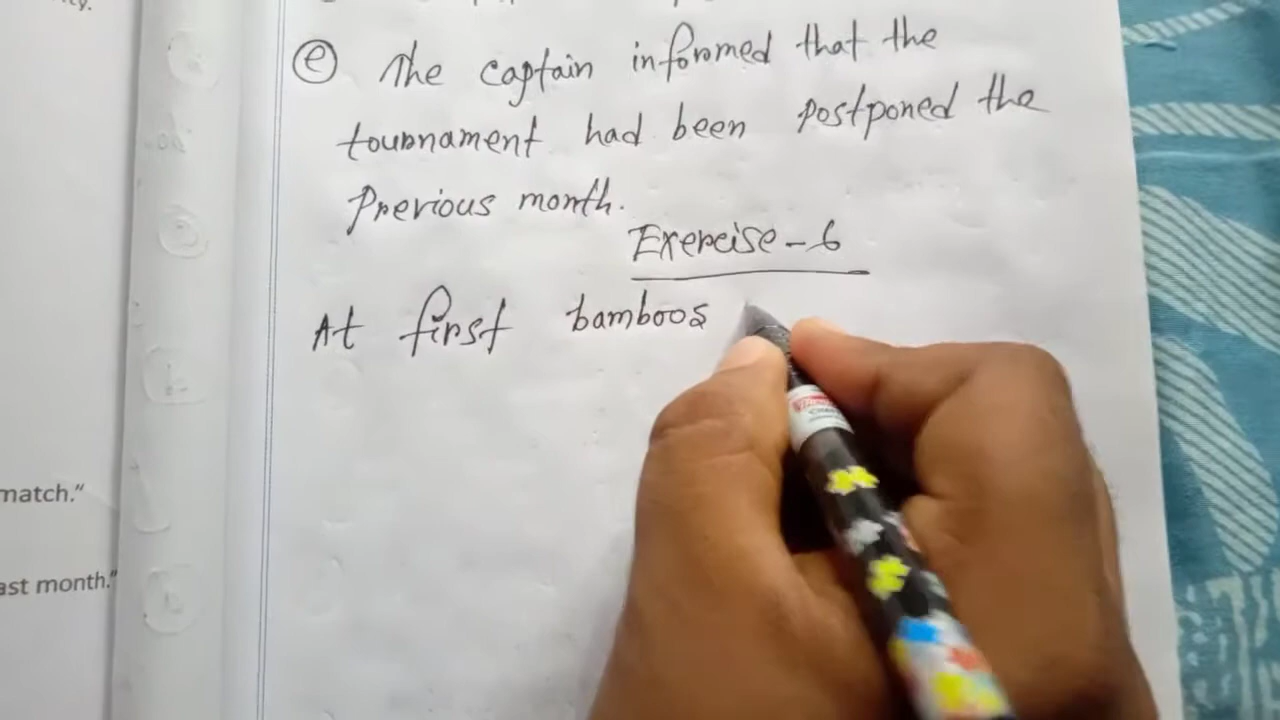 ⓔ The captain informed that the
tournament had been postponed the
Previous month.
Exercise - 6
At first bamboos
match."
ast month."